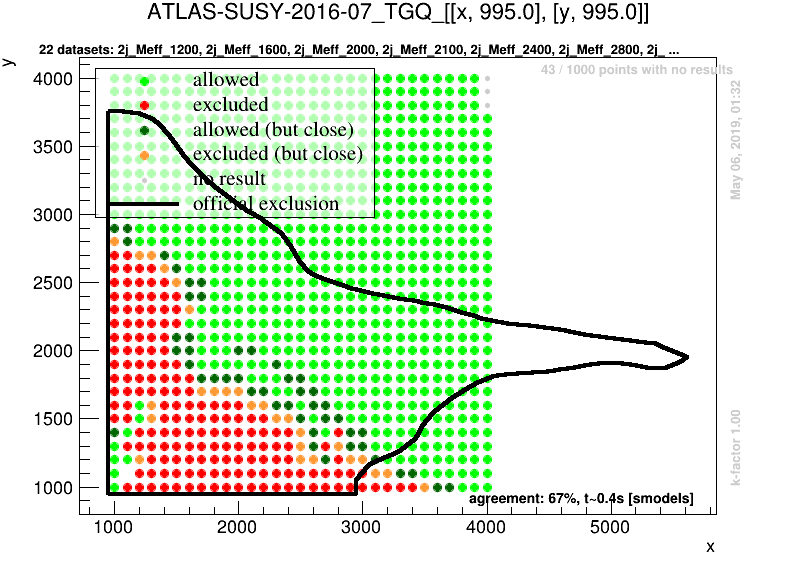 ATLAS-SUSY-2016-07_TGQ_[[x, 995.0], [y, 995.0]]
22 datasets: 2j_Meff_1200, 2j_Meff_1600, 2j_Meff_2000, 2j_Meff_2100, 2j_Meff_2400, 2j_Meff_2800, 2j_ ...
y
43 / 1000 points with no results
allowed
excluded
allowed (but close)
excluded (but close)
no result
official exclusion
4000
3500
3000
2500
2000
1500
1000
May 06, 2019, 01:32
k-factor 1.00
agreement: 67%, t~0.4s [smodels]
1000 2000 3000 4000 5000
x